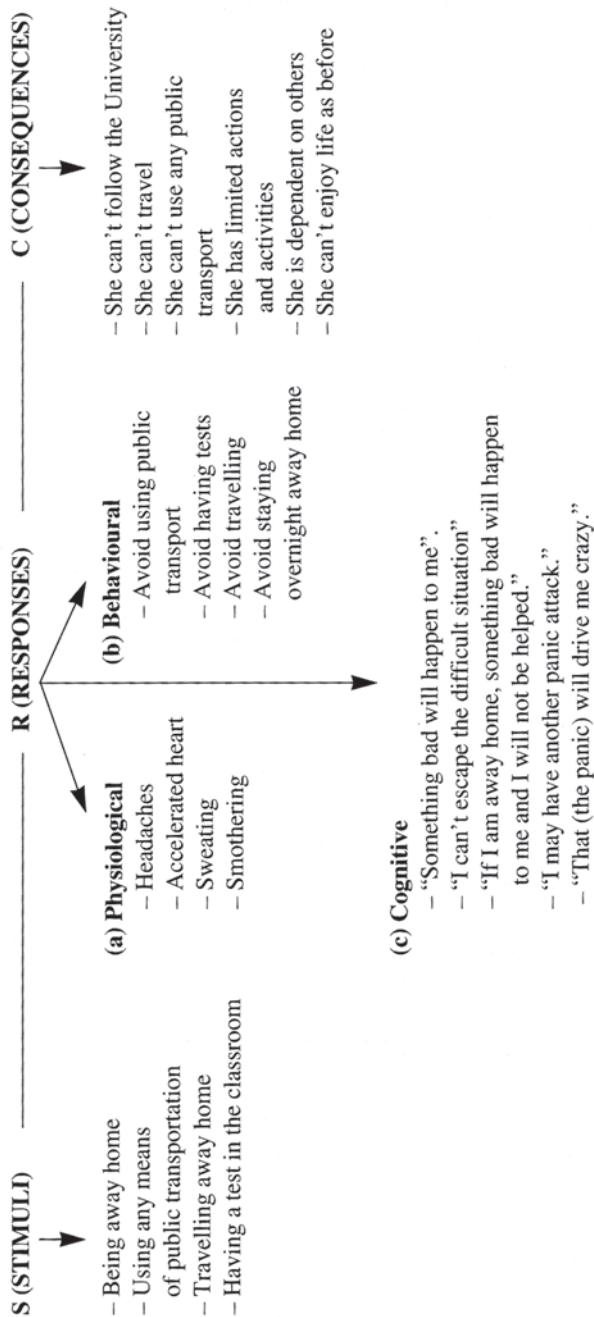 S (STIMULI)
– Being away home
– Using any means
of public transportation
– Travelling away home
– Having a test in the classroom
R (RESPONSES)
(a) Physiological
– Headaches
– Accelerated heart
– Sweating
– Smothering
(b) Behavioural
– Avoid using public
transport
– Avoid having tests
– Avoid travelling
– Avoid staying
overnight away home
(c) Cognitive
– “Something bad will happen to me”.
– “I can’t escape the difficult situation”
– “If I am away home, something bad will happen
to me and I will not be helped.”
– “I may have another panic attack.”
– “That (the panic) will drive me crazy.”
C (CONSEQUENCES)
– She can’t follow the University
– She can’t travel
– She can’t use any public
transport
– She has limited actions
and activities
– She is dependent on others
– She can’t enjoy life as before